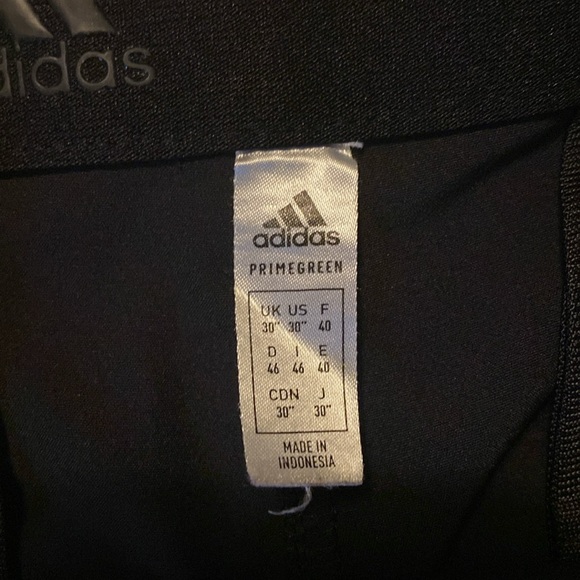 adidas
adidas
PRIMEGREEN
UK US F
30" 30" 40
D I E
46 46 40
CDN J
30" 30"
MADE IN
INDONESIA